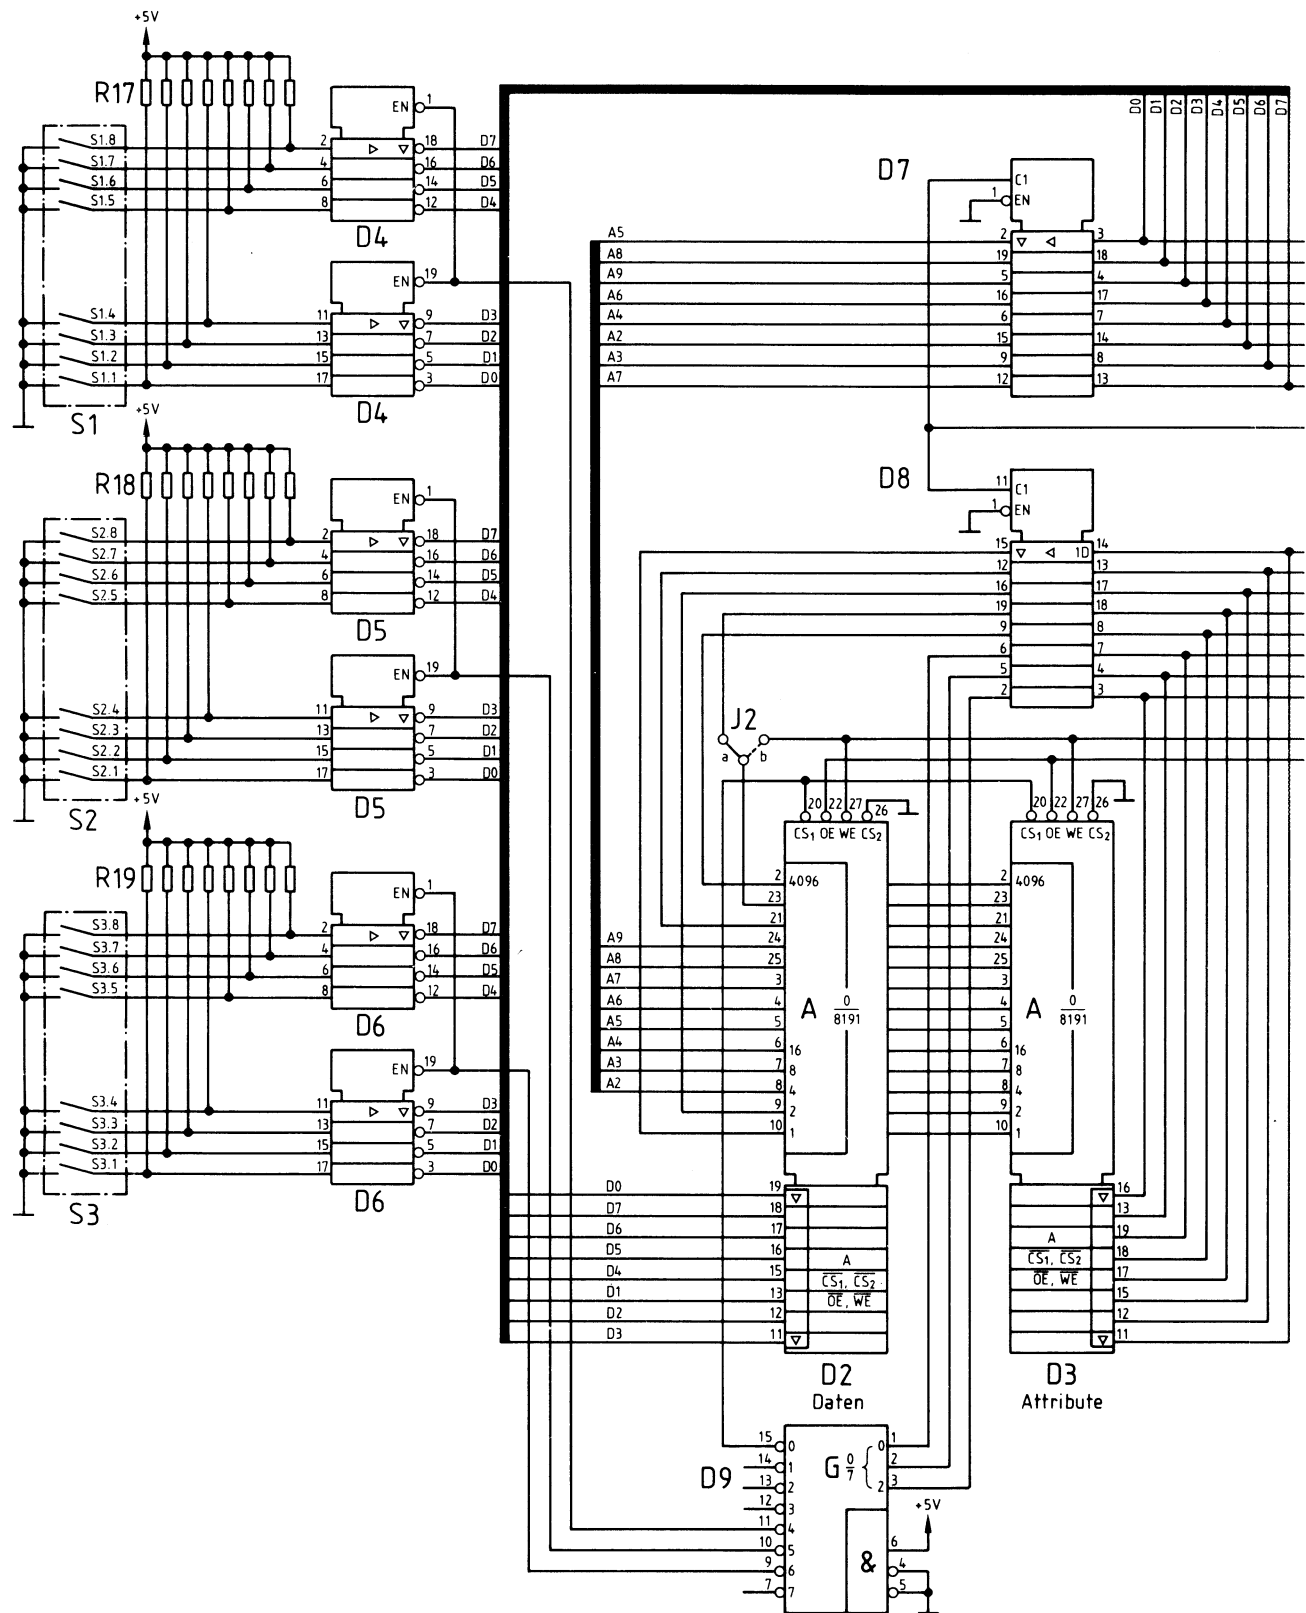 +5V
R17
EN 1
S1.8 2 18 D7
S1.7 4 16 D6
S1.6 6 14 D5
S1.5 8 12 D4
D4
EN 19
S1.4 11 9 D3
S1.3 13 7 D2
S1.2 15 5 D1
S1.1 17 3 D0
S1 D4
+5V
R18
EN 1
S2.8 2 18 D7
S2.7 4 16 D6
S2.6 6 14 D5
S2.5 8 12 D4
D5
EN 19
S2.4 11 9 D3
S2.3 13 7 D2
S2.2 15 5 D1
S2.1 17 3 D0
S2 D5
+5V
R19
EN 1
S3.8 2 18 D7
S3.7 4 16 D6
S3.6 6 14 D5
S3.5 8 12 D4
D6
EN 19
S3.4 11 9 D3
S3.3 13 7 D2
S3.2 15 5 D1
S3.1 17 3 D0
S3 D6
D0 D1 D2 D3 D4 D5 D6 D7
D7
C1
1 EN
A5 2 3
A8 19 18
A9 5 4
A6 16 17
A4 6 7
A2 15 14
A3 9 8
A7 12 13
D8
11 C1
1 EN
15 1D 14
12 13
16 17
19 18
9 8
6 7
5 4
2 3
J2
a b
20 22 27 26
CS1 OE WE CS2
20 22 27 26
CS1 OE WE CS2
2 4096 2 4096
23 23
21 21
A9 24 24
A8 25 25
A7 3 3
A6 4 A 0 4 A 0
A5 5 8191 5 8191
A4 6 16 6 16
A3 7 8 7 8
A2 8 4 8 4
9 2 9 2
10 1 10 1
D0 19 16
D7 18 13
D6 17 A 19
D5 16 A CS1, CS2 18
D4 15 CS1, CS2 OE, WE 17
D1 13 OE, WE 15
D2 12 12
D3 11 11
D2 D3
Daten Attribute
D9
15 0 G 0 7 0 1
14 1 2
13 2 2 3
12 3 +5V
11 4
10 5 6
9 6 & 4
7 7 5